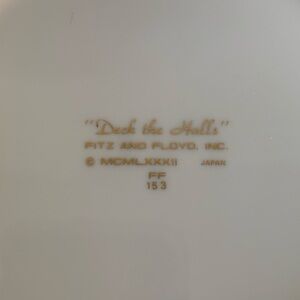 "Deck the Halls"
FITZ AND FLOYD, INC.
© MCMLXXXII JAPAN
FF
153